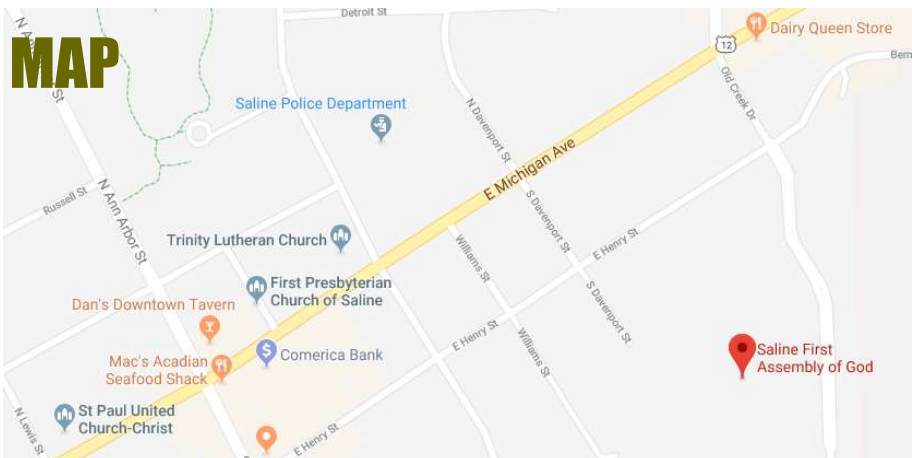 MAP
N Ann Arbor St
Detroit St
Dairy Queen Store
12
Old Creek Dr
Saline Police Department
N Davenport St
E Michigan Ave
S Davenport St
Russell St
N Ann Arbor St
Trinity Lutheran Church
Williams St
E Henry St
First Presbyterian
Church of Saline
S Davenport St
Dan's Downtown Tavern
E Henry St
Williams St
Mac's Acadian
Seafood Shack
Comerica Bank
Saline First
Assembly of God
N Lewis St
St Paul United
Church-Christ
E Henry St